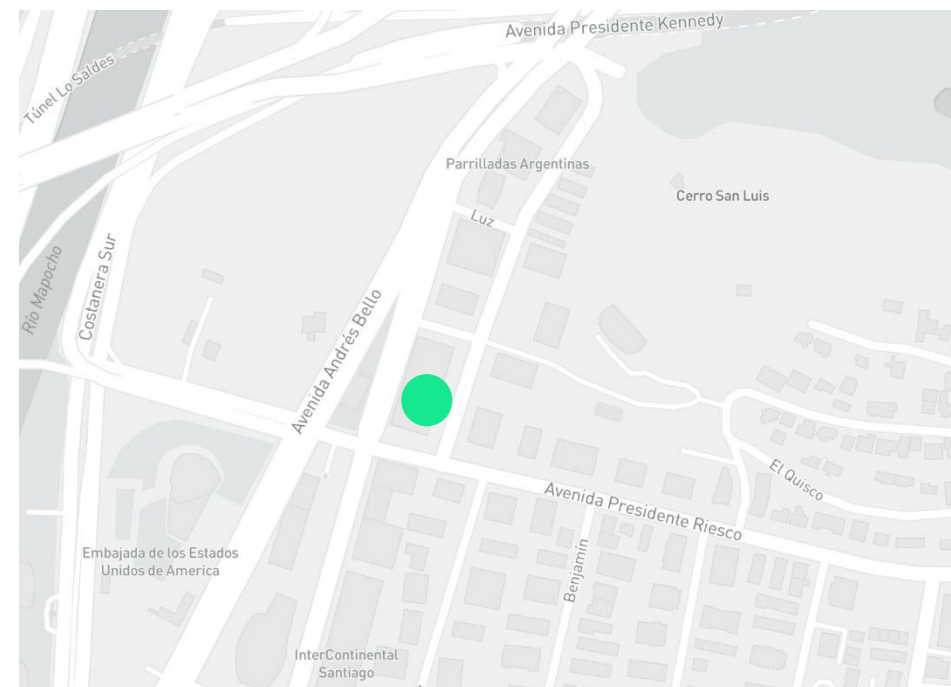 Avenida Presidente Kennedy
Túnel Lo Saldes
Parrilladas Argentinas
Cerro San Luis
Luz
Río Mapocho
Costanera Sur
Avenida Andrés Bello
El Quisco
Avenida Presidente Riesco
Benjamín
Embajada de los Estados
Unidos de America
InterContinental
Santiago